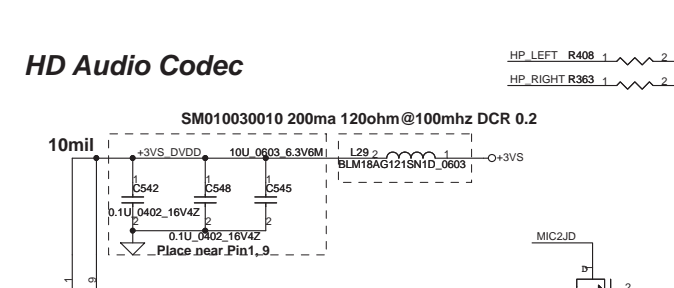 HP_LEFT R408 1 2
HD Audio Codec
HP_RIGHT R363 1 2
SM010030010 200ma 120ohm@100mhz DCR 0.2
10mil
+3VS_DVDD 10U_0603_6.3V6M L29 2 1 +3VS
BLM18AG121SN1D_0603
1 1 1
C542 C548 C545
0.1U_0402_16V4Z
2 2 2
0.1U_0402_16V4Z
Place near Pin1, 9
MIC2JD
D
1 9 2